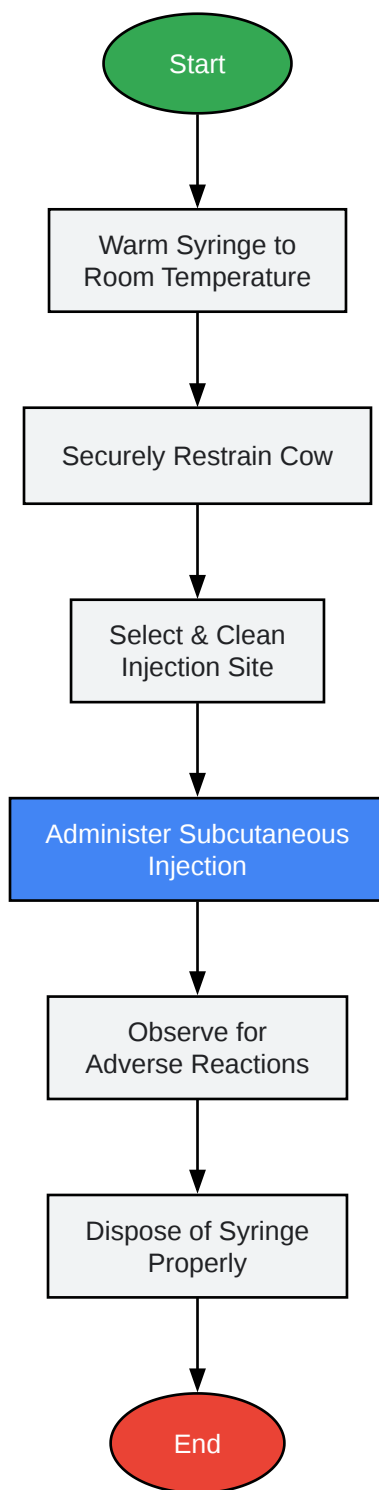 Start
Warm Syringe to
Room Temperature
Securely Restrain Cow
Select & Clean
Injection Site
Administer Subcutaneous
Injection
Observe for
Adverse Reactions
Dispose of Syringe
Properly
End